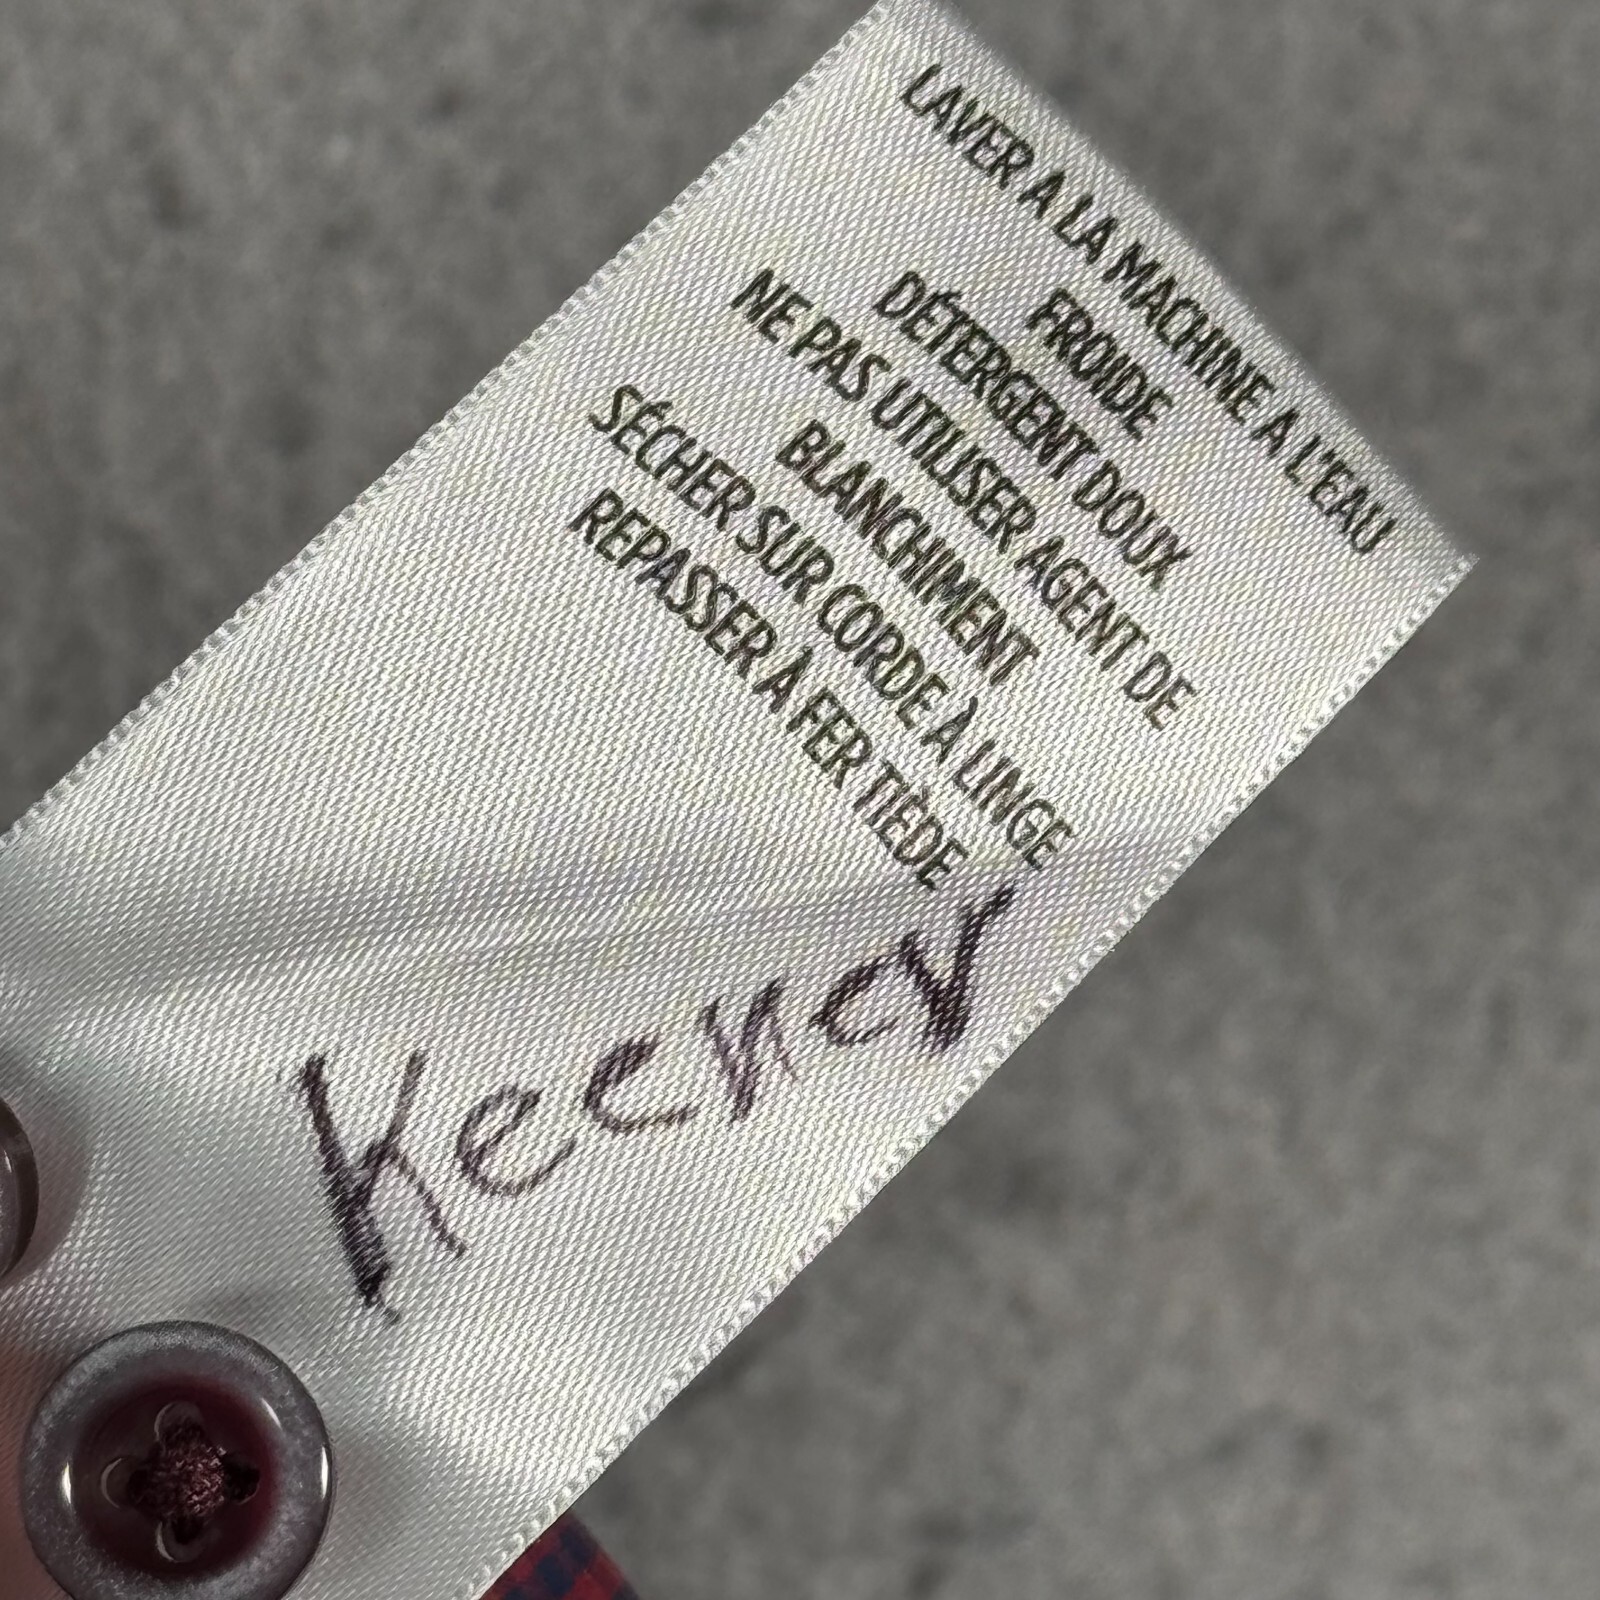 LAVER A LA MACHINE A L'EAU
FROIDE
DÉTERGENT DOUX
NE PAS UTILISER AGENT DE
BLANCHIMENT
SÉCHER SUR CORDE À LINGE
REPASSER À FER TIÈDE